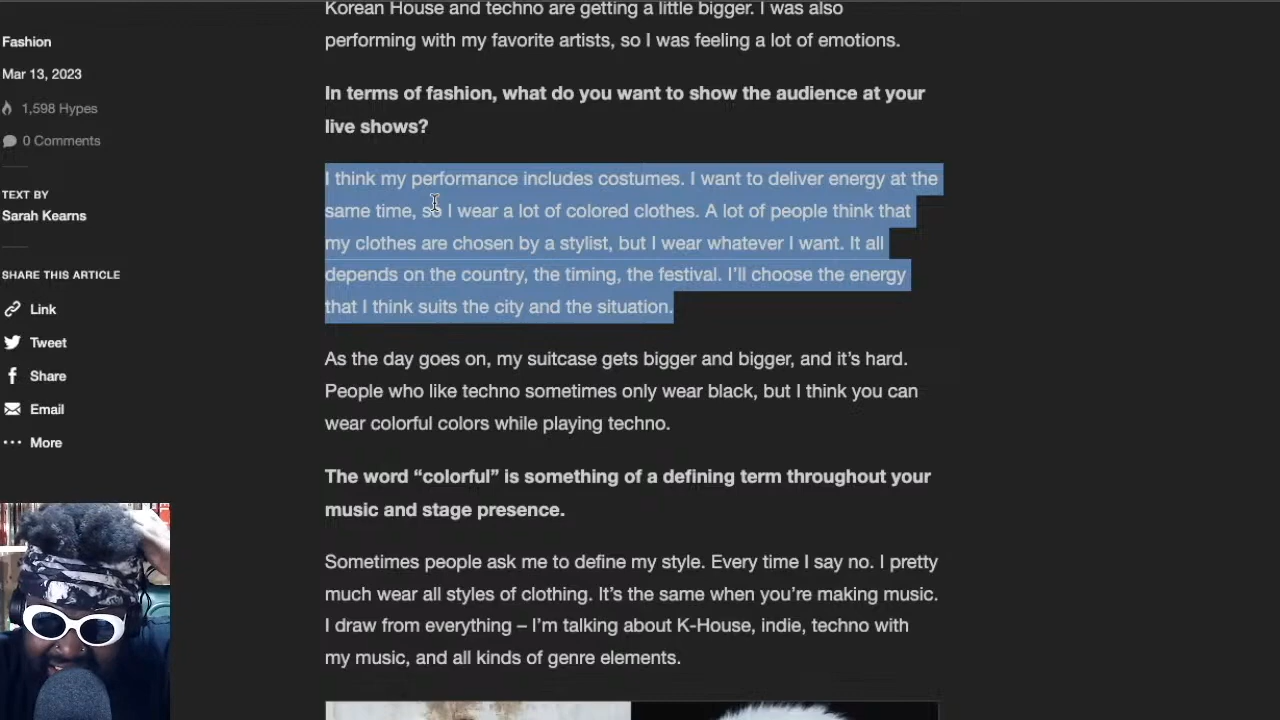 Fashion
Mar 13, 2023
1,598 Hypes
0 Comments
TEXT BY
Sarah Kearns
SHARE THIS ARTICLE
Link
Tweet
Share
Email
More
Korean House and techno are getting a little bigger. I was also
performing with my favorite artists, so I was feeling a lot of emotions.
In terms of fashion, what do you want to show the audience at your
live shows?
I think my performance includes costumes. I want to deliver energy at the
same time, so I wear a lot of colored clothes. A lot of people think that
my clothes are chosen by a stylist, but I wear whatever I want. It all
depends on the country, the timing, the festival. I’ll choose the energy
that I think suits the city and the situation.
As the day goes on, my suitcase gets bigger and bigger, and it’s hard.
People who like techno sometimes only wear black, but I think you can
wear colorful colors while playing techno.
The word “colorful” is something of a defining term throughout your
music and stage presence.
Sometimes people ask me to define my style. Every time I say no. I pretty
much wear all styles of clothing. It’s the same when you’re making music.
I draw from everything – I’m talking about K-House, indie, techno with
my music, and all kinds of genre elements.